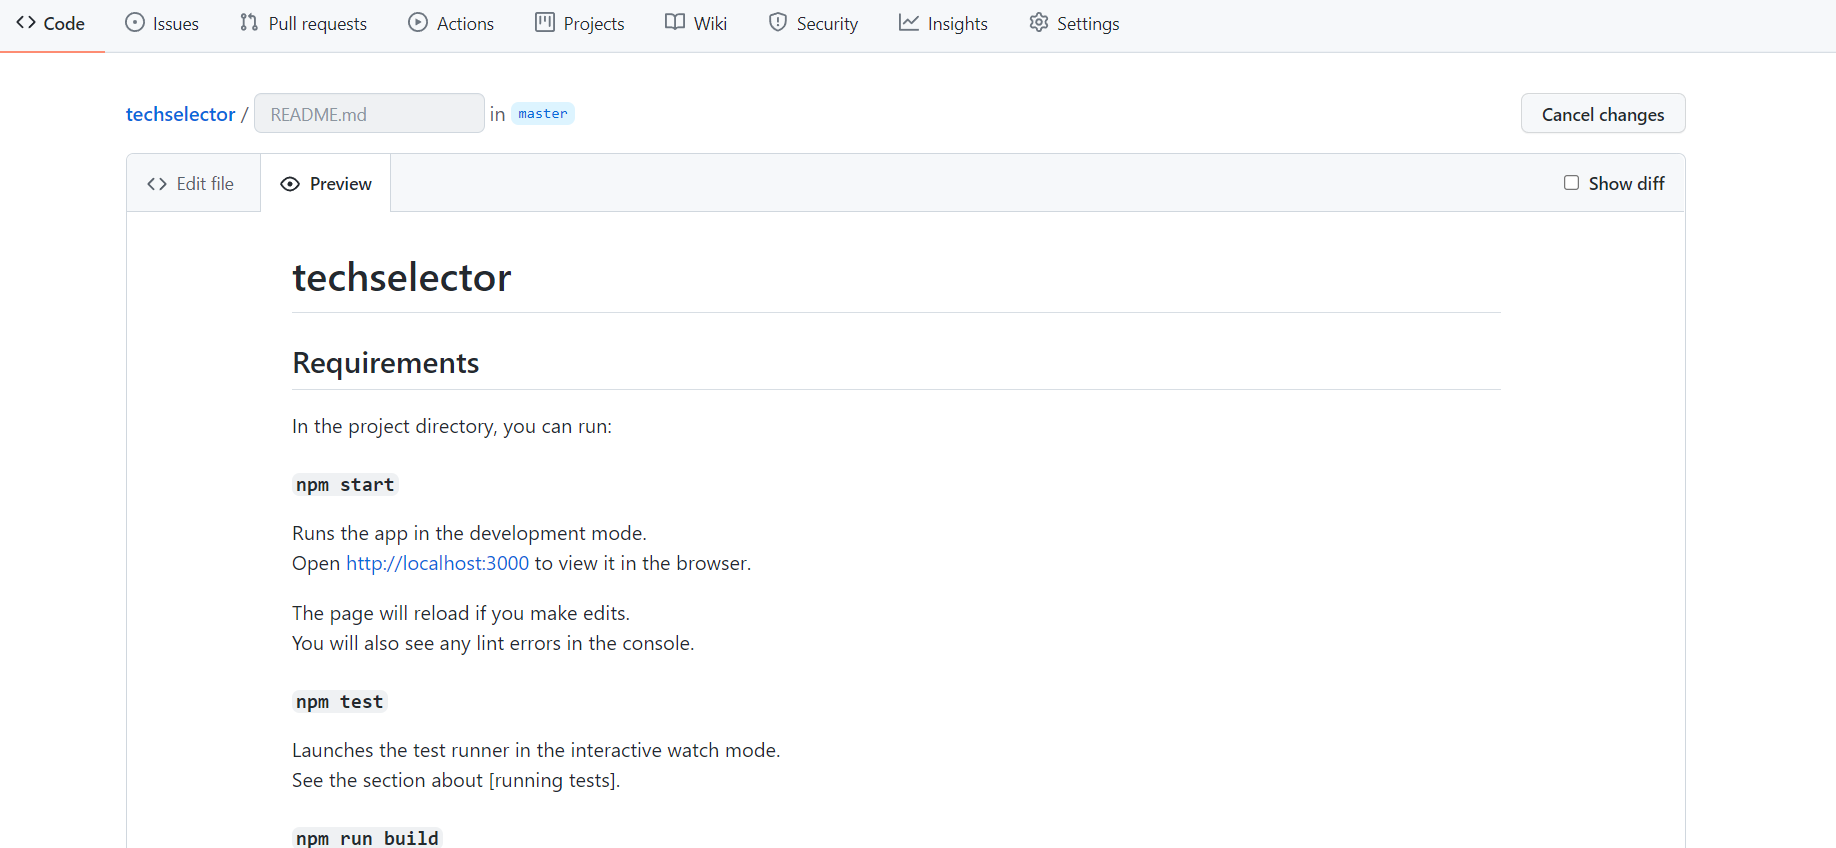 Code Issues Pull requests Actions Projects Wiki Security Insights Settings
techselector / README.md in master Cancel changes
Edit file Preview Show diff
techselector
Requirements
In the project directory, you can run:
npm start
Runs the app in the development mode.
Open http://localhost:3000 to view it in the browser.
The page will reload if you make edits.
You will also see any lint errors in the console.
npm test
Launches the test runner in the interactive watch mode.
See the section about [running tests].
npm run build